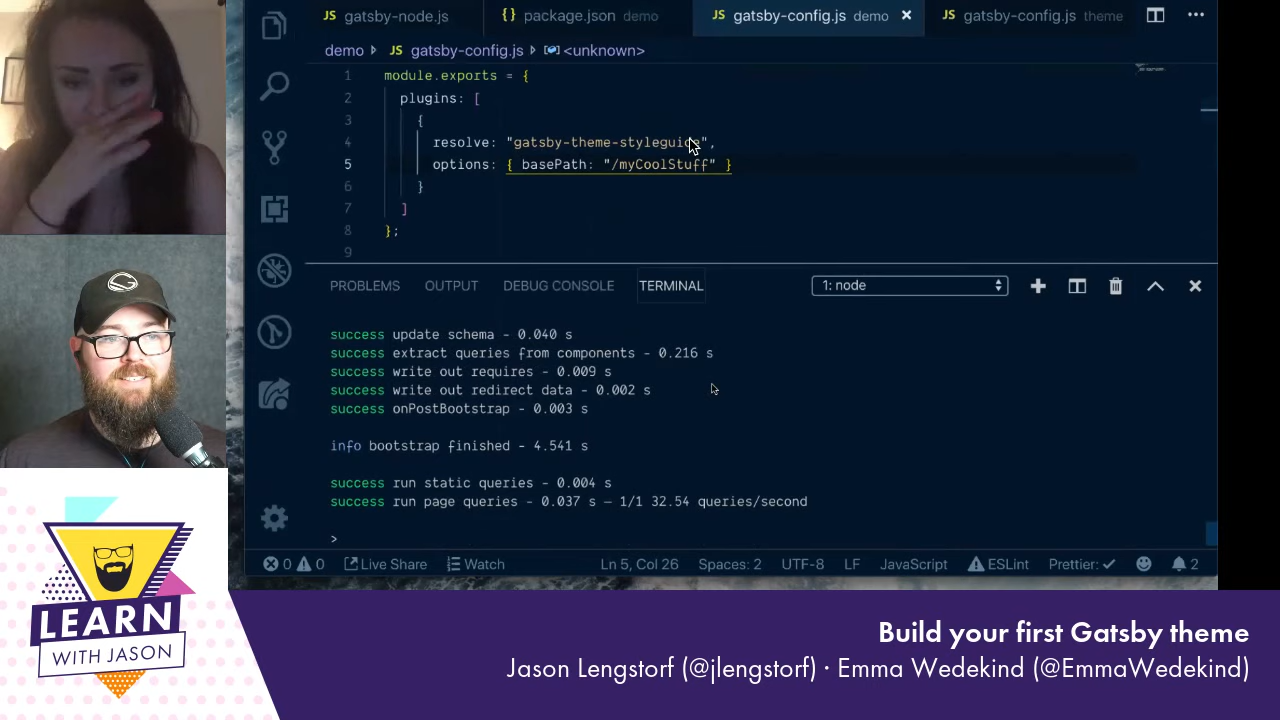 gatsby-node.js
package.json demo
gatsby-config.js demo
gatsby-config.js theme
demo gatsby-config.js <unknown>
1 module.exports = {
2 plugins: [
3 {
4 resolve: "gatsby-theme-styleguide",
5 options: { basePath: "/myCoolStuff" }
6 }
7 ]
8 };
9
PROBLEMS OUTPUT DEBUG CONSOLE TERMINAL 1: node
success update schema - 0.040 s
success extract queries from components - 0.216 s
success write out requires - 0.009 s
success write out redirect data - 0.002 s
success onPostBootstrap - 0.003 s
info bootstrap finished - 4.541 s
success run static queries - 0.004 s
success run page queries - 0.037 s — 1/1 32.54 queries/second
>
0 0 Live Share Watch Ln 5, Col 26 Spaces: 2 UTF-8 LF JavaScript ESLint Prettier: ✓ 2
LEARN
WITH JASON
Build your first Gatsby theme
Jason Lengstorf (@jlengstorf) · Emma Wedekind (@EmmaWedekind)